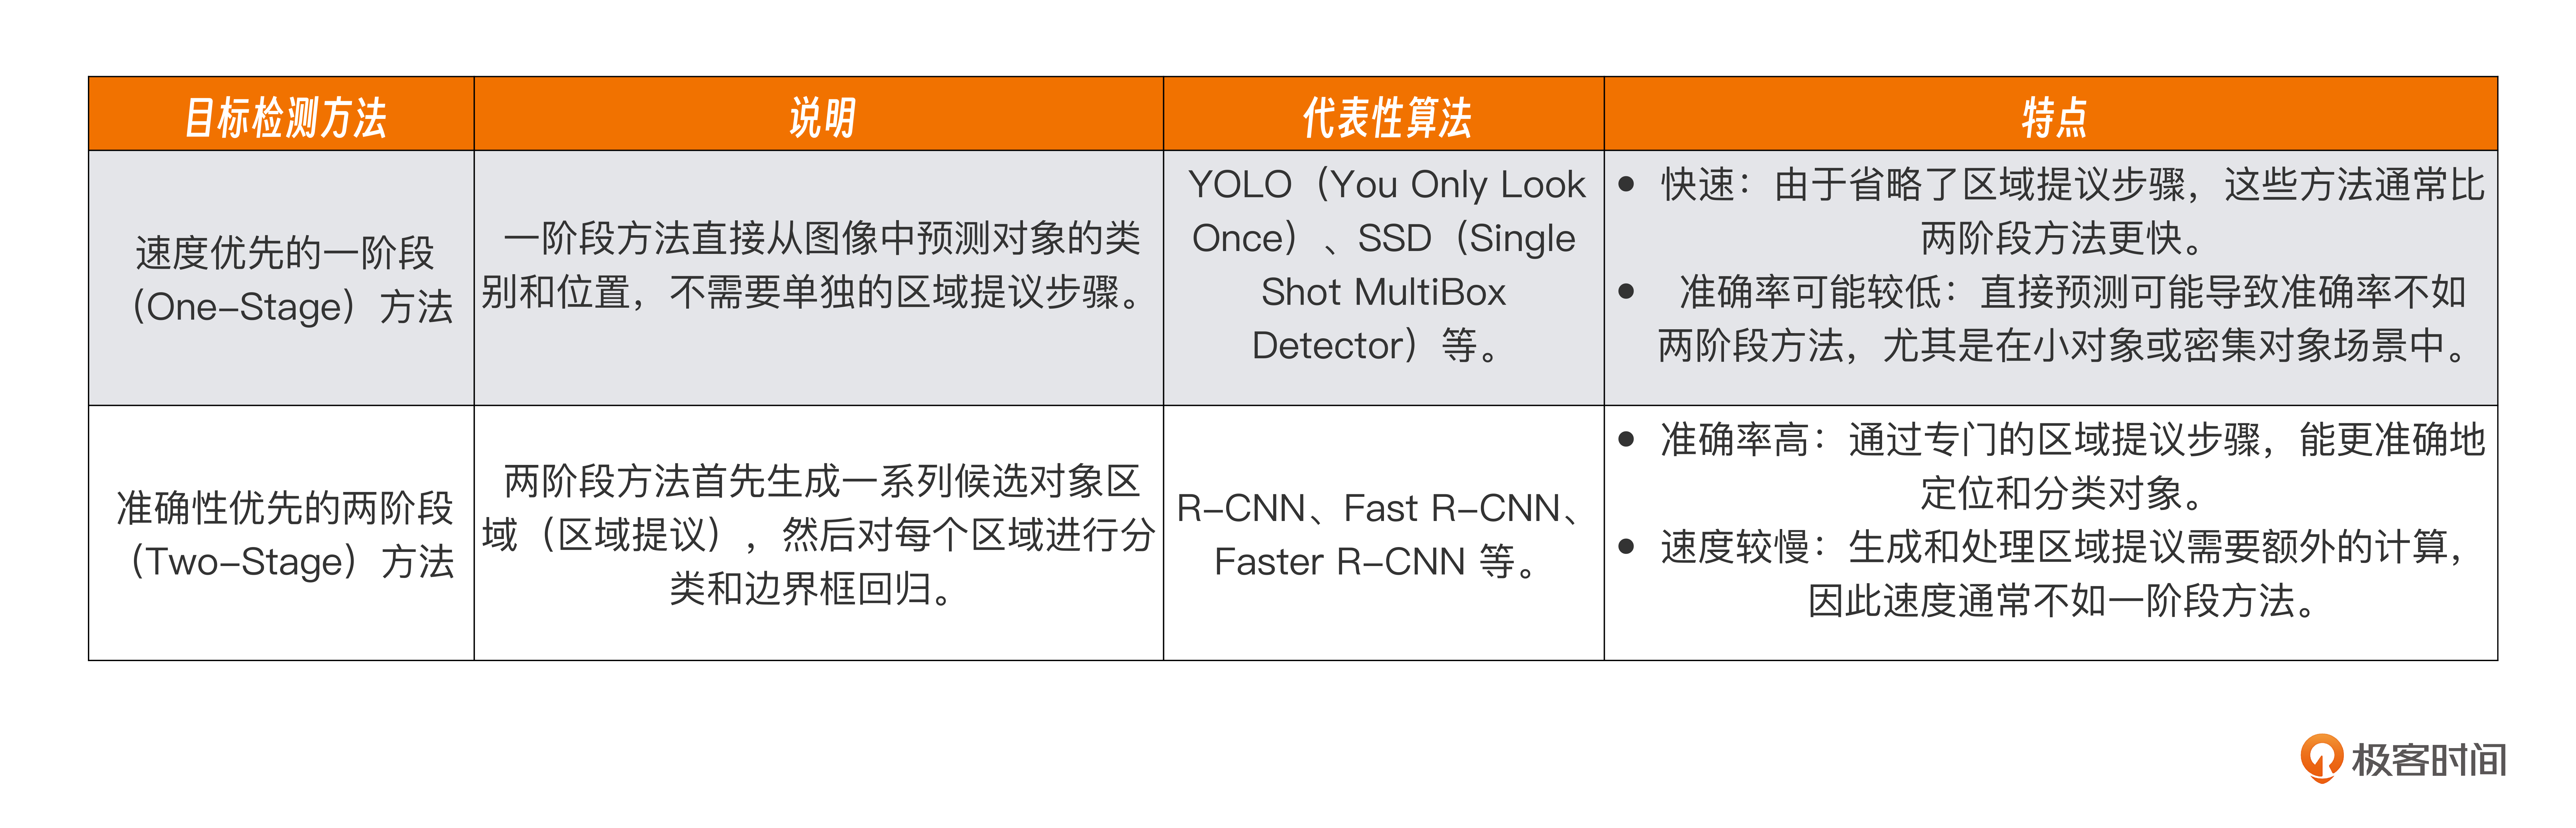 目标检测方法
说明
代表性算法
特点
速度优先的一阶段
（One-Stage）方法
一阶段方法直接从图像中预测对象的类
别和位置，不需要单独的区域提议步骤。
YOLO（You Only Look
Once）、SSD（Single
Shot MultiBox
Detector）等。
● 快速：由于省略了区域提议步骤，这些方法通常比
两阶段方法更快。
● 准确率可能较低：直接预测可能导致准确率不如
两阶段方法，尤其是在小对象或密集对象场景中。
准确性优先的两阶段
（Two-Stage）方法
两阶段方法首先生成一系列候选对象区
域（区域提议），然后对每个区域进行分
类和边界框回归。
R-CNN、Fast R-CNN、
Faster R-CNN 等。
● 准确率高：通过专门的区域提议步骤，能更准确地
定位和分类对象。
● 速度较慢：生成和处理区域提议需要额外的计算，
因此速度通常不如一阶段方法。
极客时间